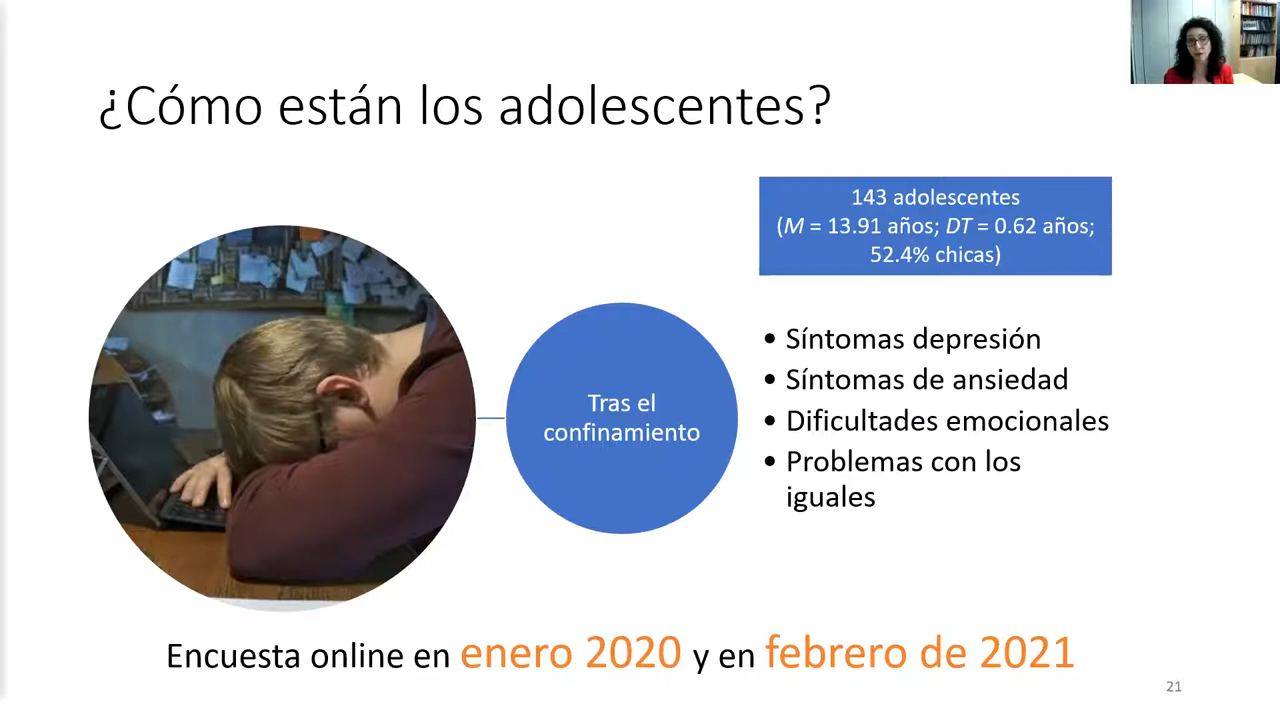 ¿Cómo están los adolescentes?
143 adolescentes
(M = 13.91 años; DT = 0.62 años;
52.4% chicas)
Tras el
confinamiento
• Síntomas depresión
• Síntomas de ansiedad
• Dificultades emocionales
• Problemas con los
iguales
Encuesta online en enero 2020 y en febrero de 2021
21